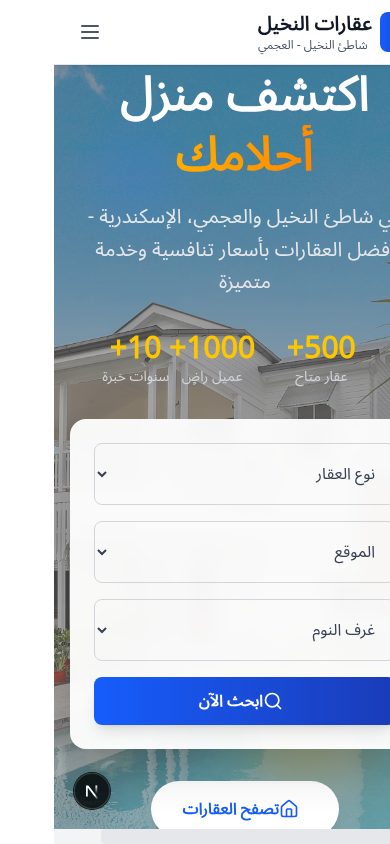 عقارات النخيل
شاطئ النخيل - العجمي
اكتشف منزل
أحلامك
شاطئ النخيل والعجمي، الإسكندرية -
العقارات بأسعار تنافسية وخدمة
متميزة
+500
عقار متاح
+1000
عميل راضٍ
+10
سنوات خبرة
نوع العقار
الموقع
غرف النوم
ابحث الآن
تصفح العقارات
N